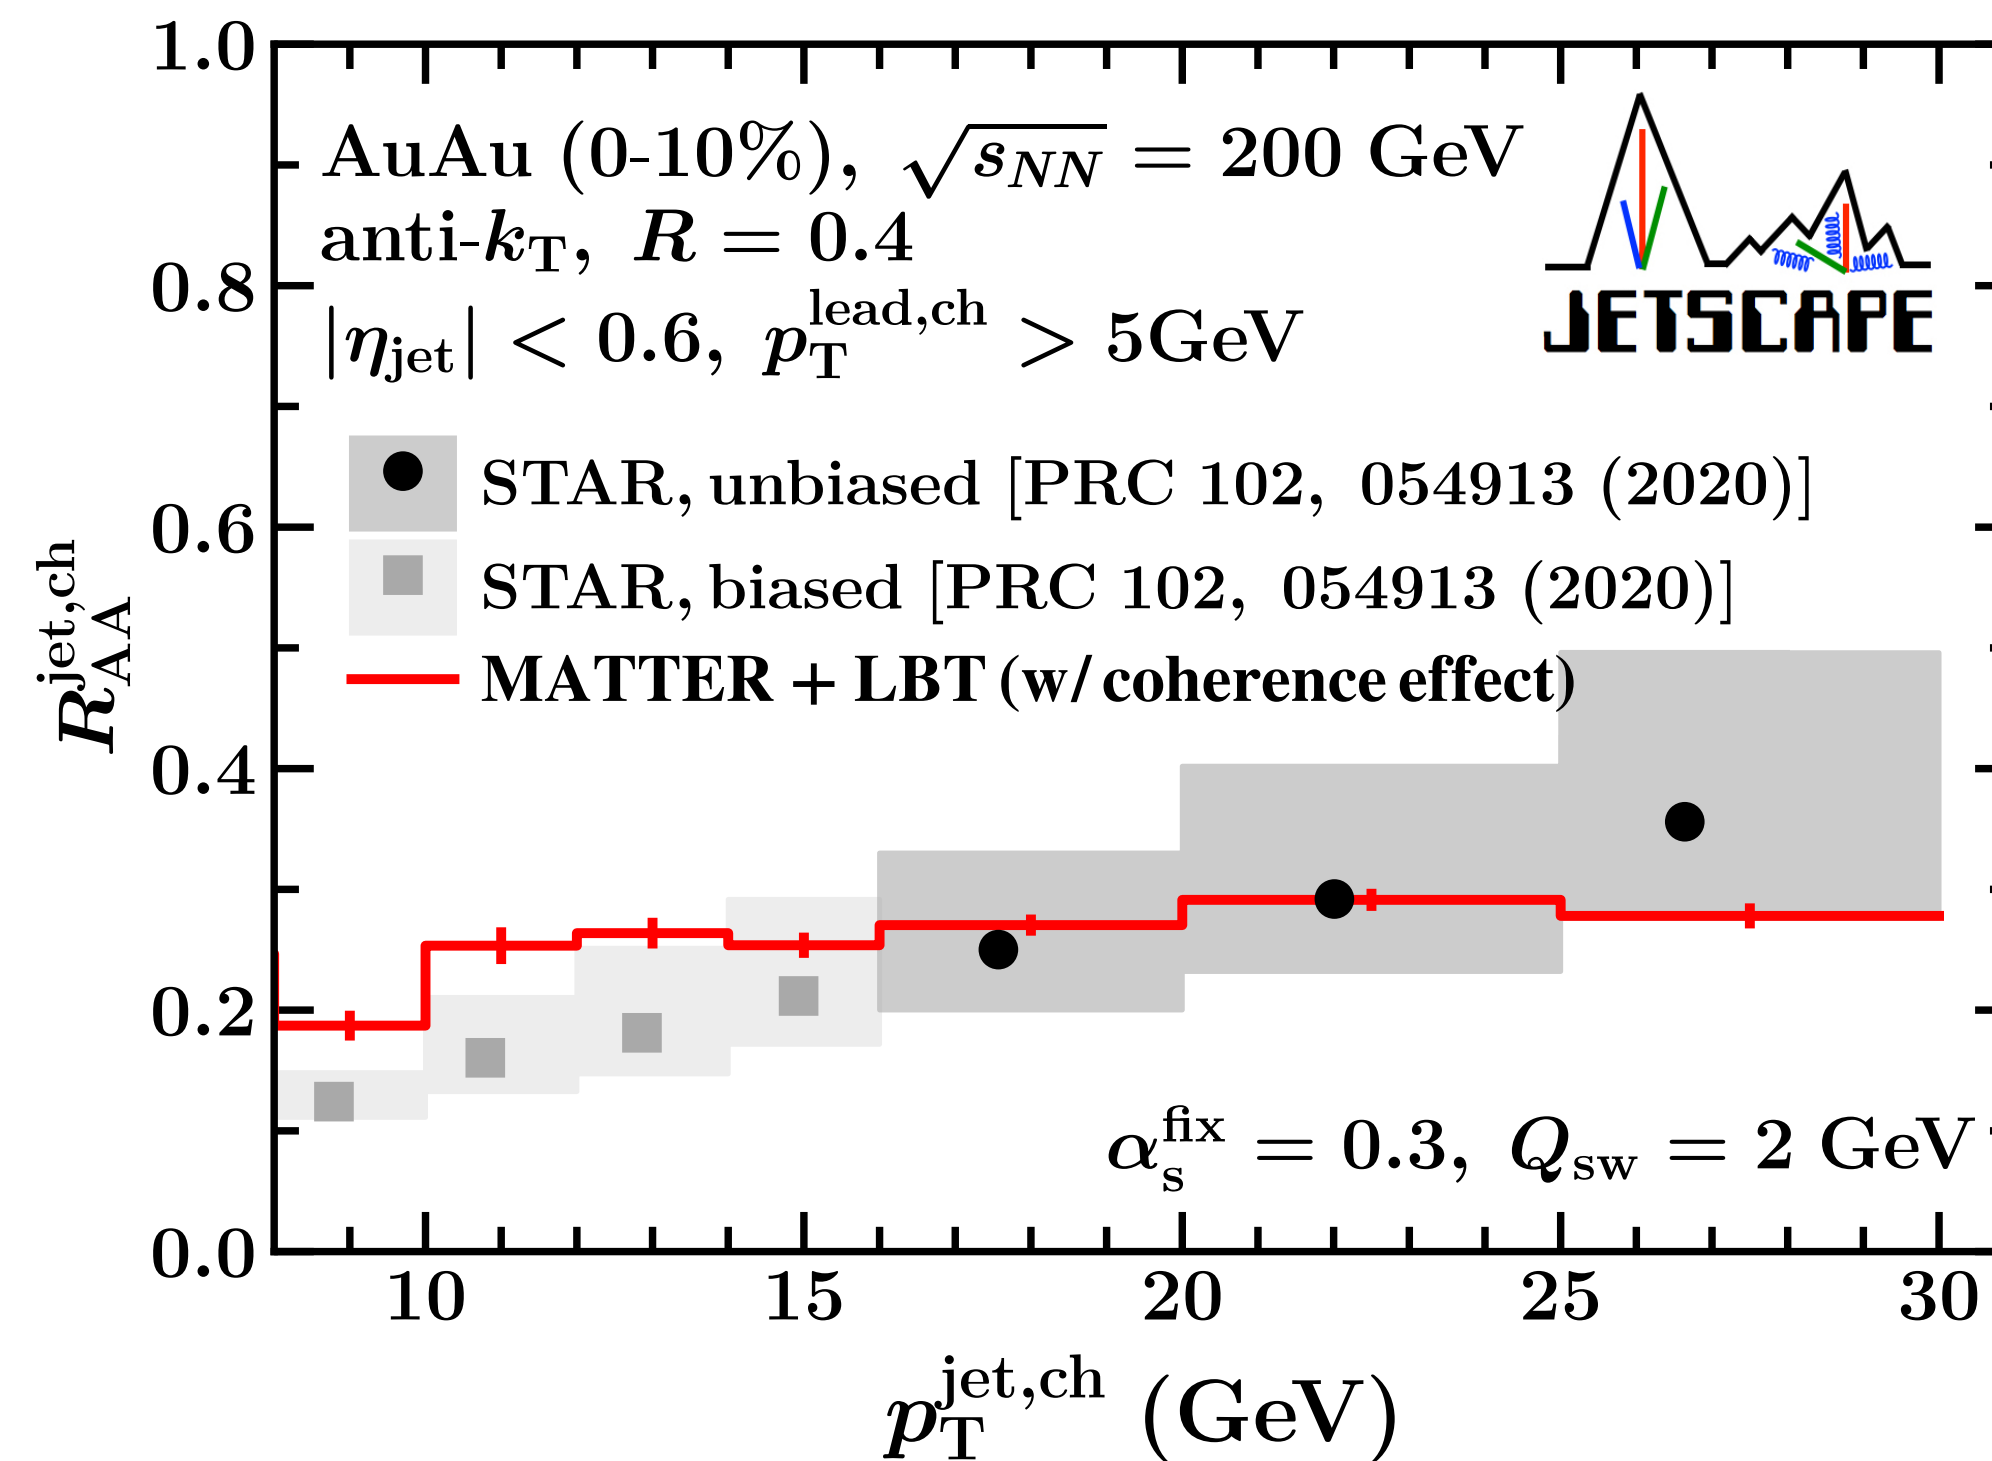 1.0
0.8
0.6
0.4
0.2
0.0
R_AA^jet,ch
AuAu (0-10%), √s_NN = 200 GeV
anti-k_T, R = 0.4
|η_jet| < 0.6, p_T^lead,ch > 5GeV
JETSCAPE
STAR, unbiased [PRC 102, 054913 (2020)]
STAR, biased [PRC 102, 054913 (2020)]
MATTER + LBT (w/ coherence effect)
α_s^fix = 0.3, Q_sw = 2 GeV
10 15 20 25 30
p_T^jet,ch (GeV)